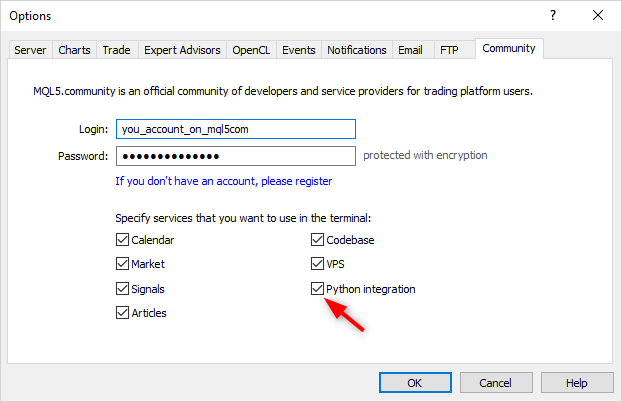 Options
Server Charts Trade Expert Advisors OpenCL Events Notifications Email FTP Community
MQL5.community is an official community of developers and service providers for trading platform users.
Login: you_account_on_mql5com
Password: ●●●●●●●●●●●●●● protected with encryption
If you don't have an account, please register
Specify services that you want to use in the terminal:
Calendar Codebase
Market VPS
Signals Python integration
Articles
OK Cancel Help